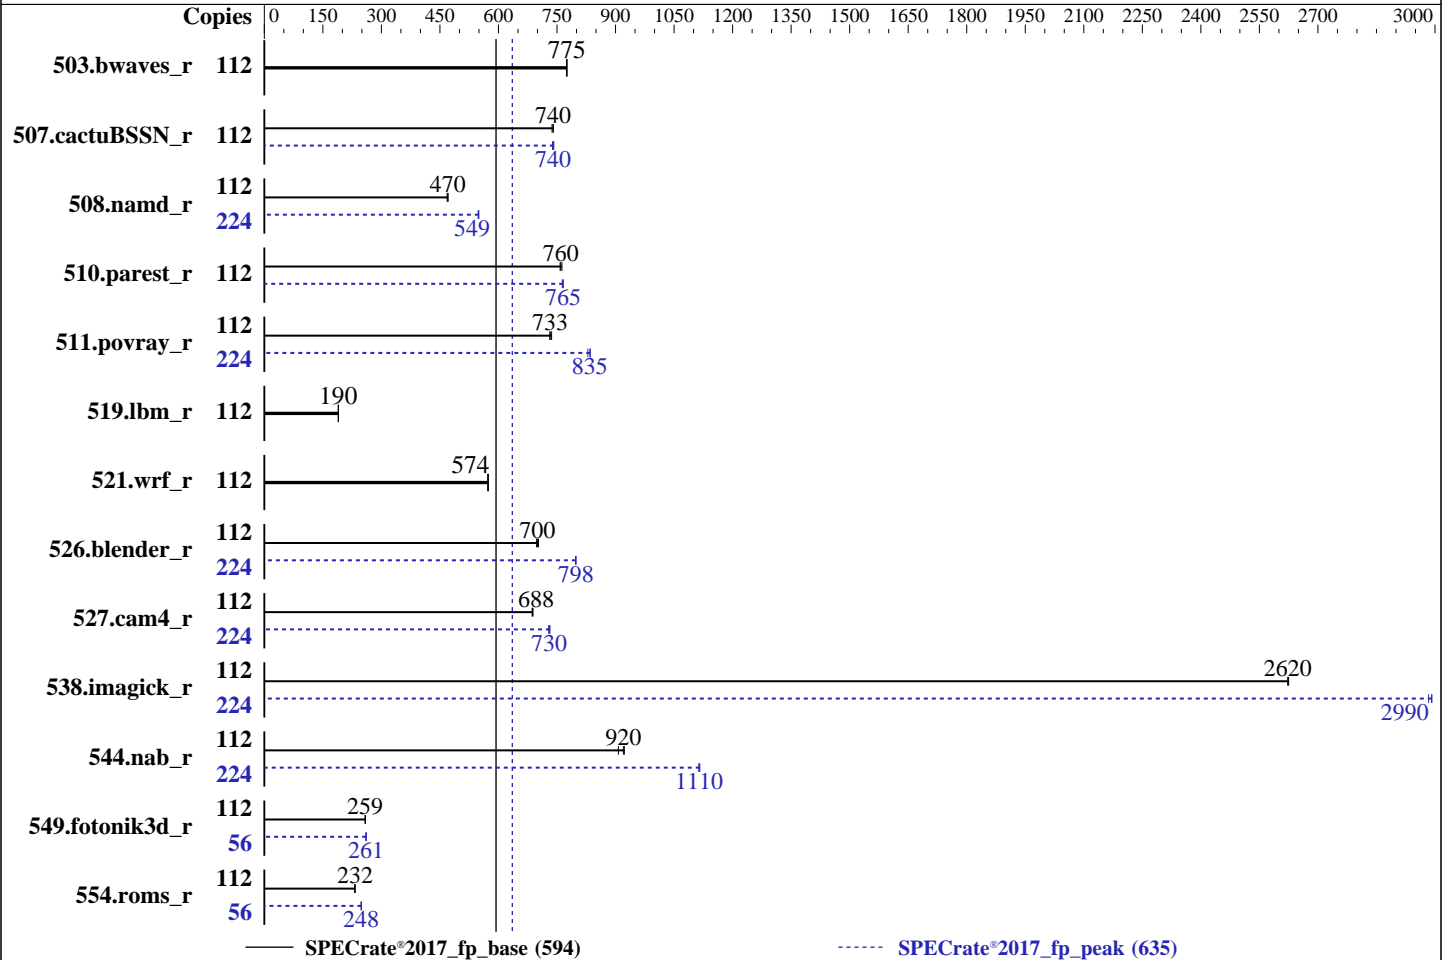 Copies 0 150 300 450 600 750 900 1050 1200 1350 1500 1650 1800 1950 2100 2250 2400 2550 2700 3000
775
503.bwaves_r 112
740
507.cactuBSSN_r 112
740
112 470
508.namd_r
224 549
760
510.parest_r 112
765
112 733
511.povray_r
224 835
190
519.lbm_r 112
574
521.wrf_r 112
112 700
526.blender_r
224 798
112 688
527.cam4_r
224 730
112 2620
538.imagick_r
224 2990
112 920
544.nab_r
224 1110
112 259
549.fotonik3d_r
56 261
112 232
554.roms_r
56 248
SPECrate®2017_fp_base (594) SPECrate®2017_fp_peak (635)